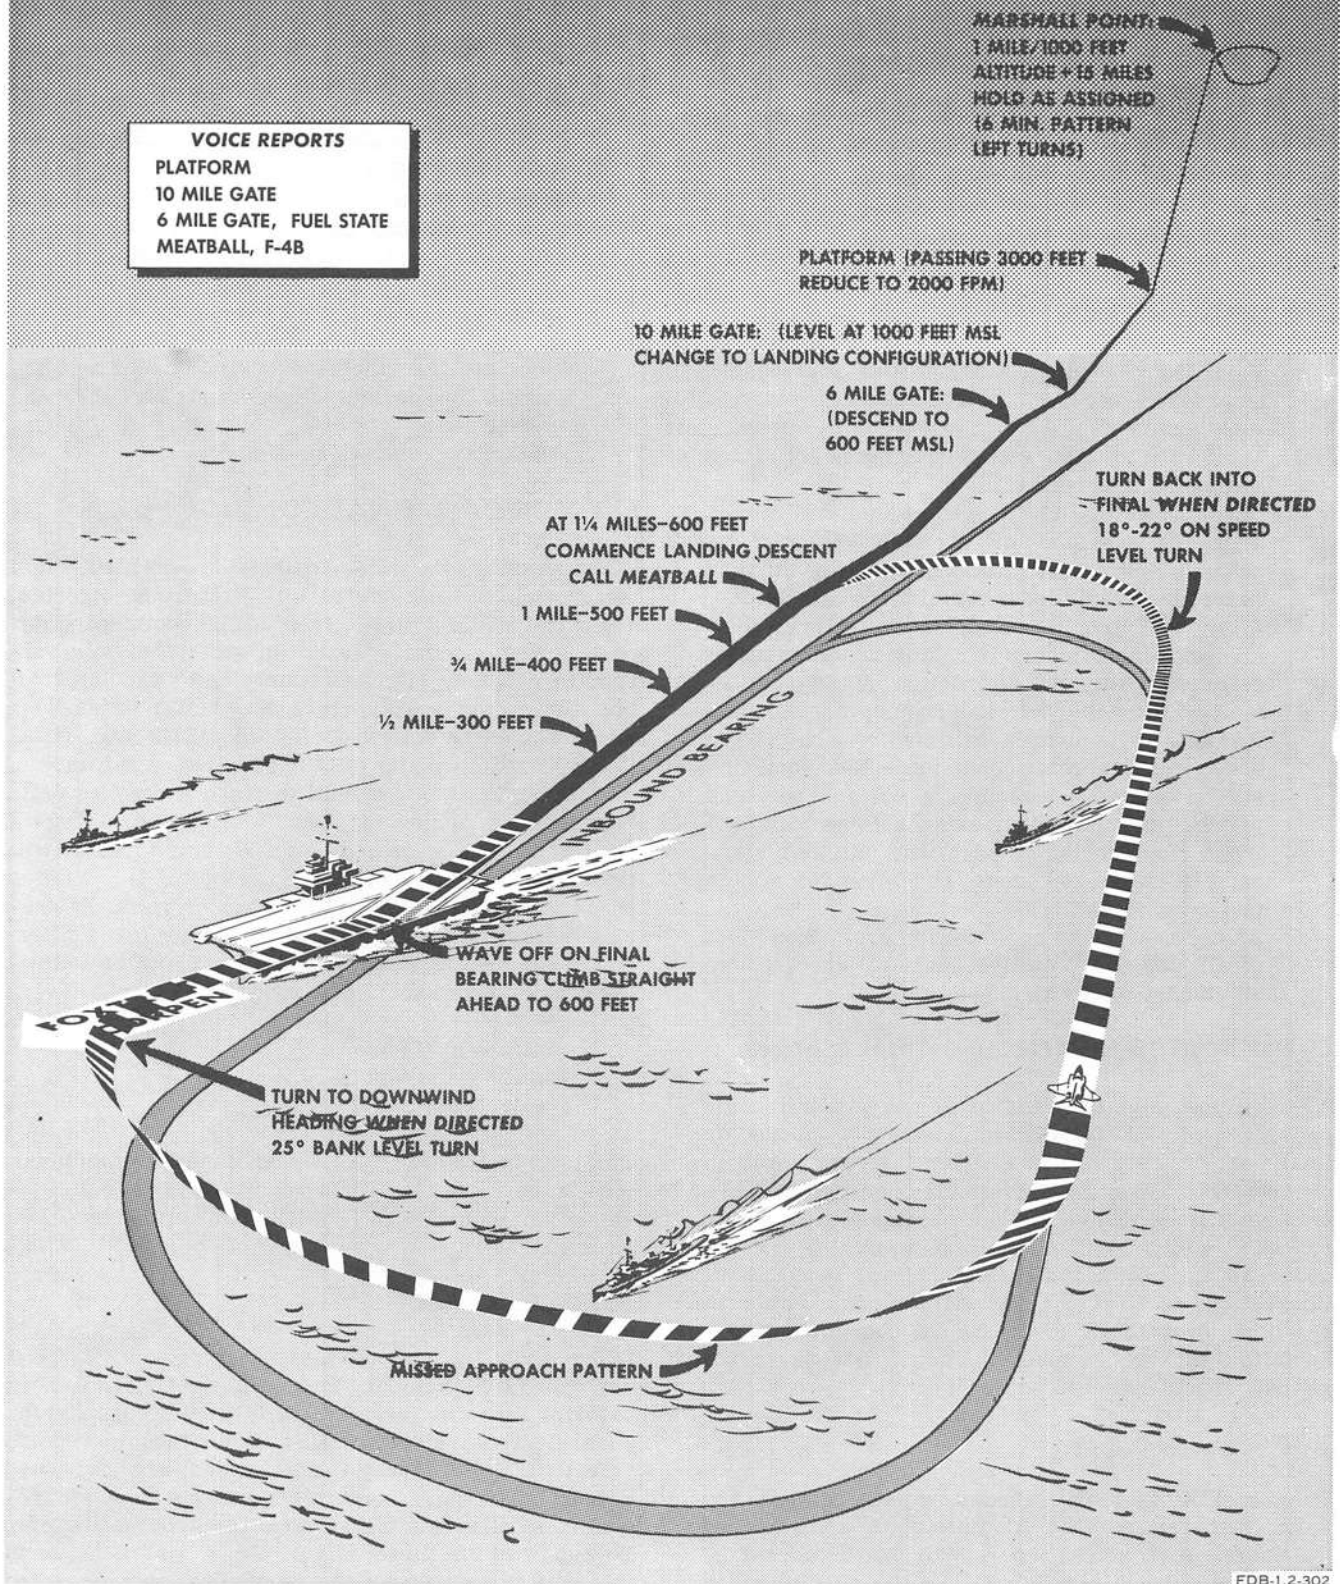 MARSHALL POINT:
1 MILE/1000 FEET
ALTITUDE + 15 MILES
HOLD AS ASSIGNED
(6 MIN. PATTERN
LEFT TURNS)
VOICE REPORTS
PLATFORM
10 MILE GATE
6 MILE GATE, FUEL STATE
MEATBALL, F-4B
PLATFORM (PASSING 3000 FEET
REDUCE TO 2000 FPM)
10 MILE GATE: (LEVEL AT 1000 FEET MSL
CHANGE TO LANDING CONFIGURATION)
6 MILE GATE:
(DESCEND TO
600 FEET MSL)
TURN BACK INTO
FINAL WHEN DIRECTED
18°-22° ON SPEED
LEVEL TURN
AT 1¼ MILES–600 FEET
COMMENCE LANDING DESCENT
CALL MEATBALL
1 MILE–500 FEET
¾ MILE–400 FEET
½ MILE–300 FEET
INBOUND BEARING
WAVE OFF ON FINAL
BEARING CLIMB STRAIGHT
AHEAD TO 600 FEET
CORPEN
TURN TO DOWNWIND
HEADING WHEN DIRECTED
25° BANK LEVEL TURN
MISSED APPROACH PATTERN
FDB-1,2-302